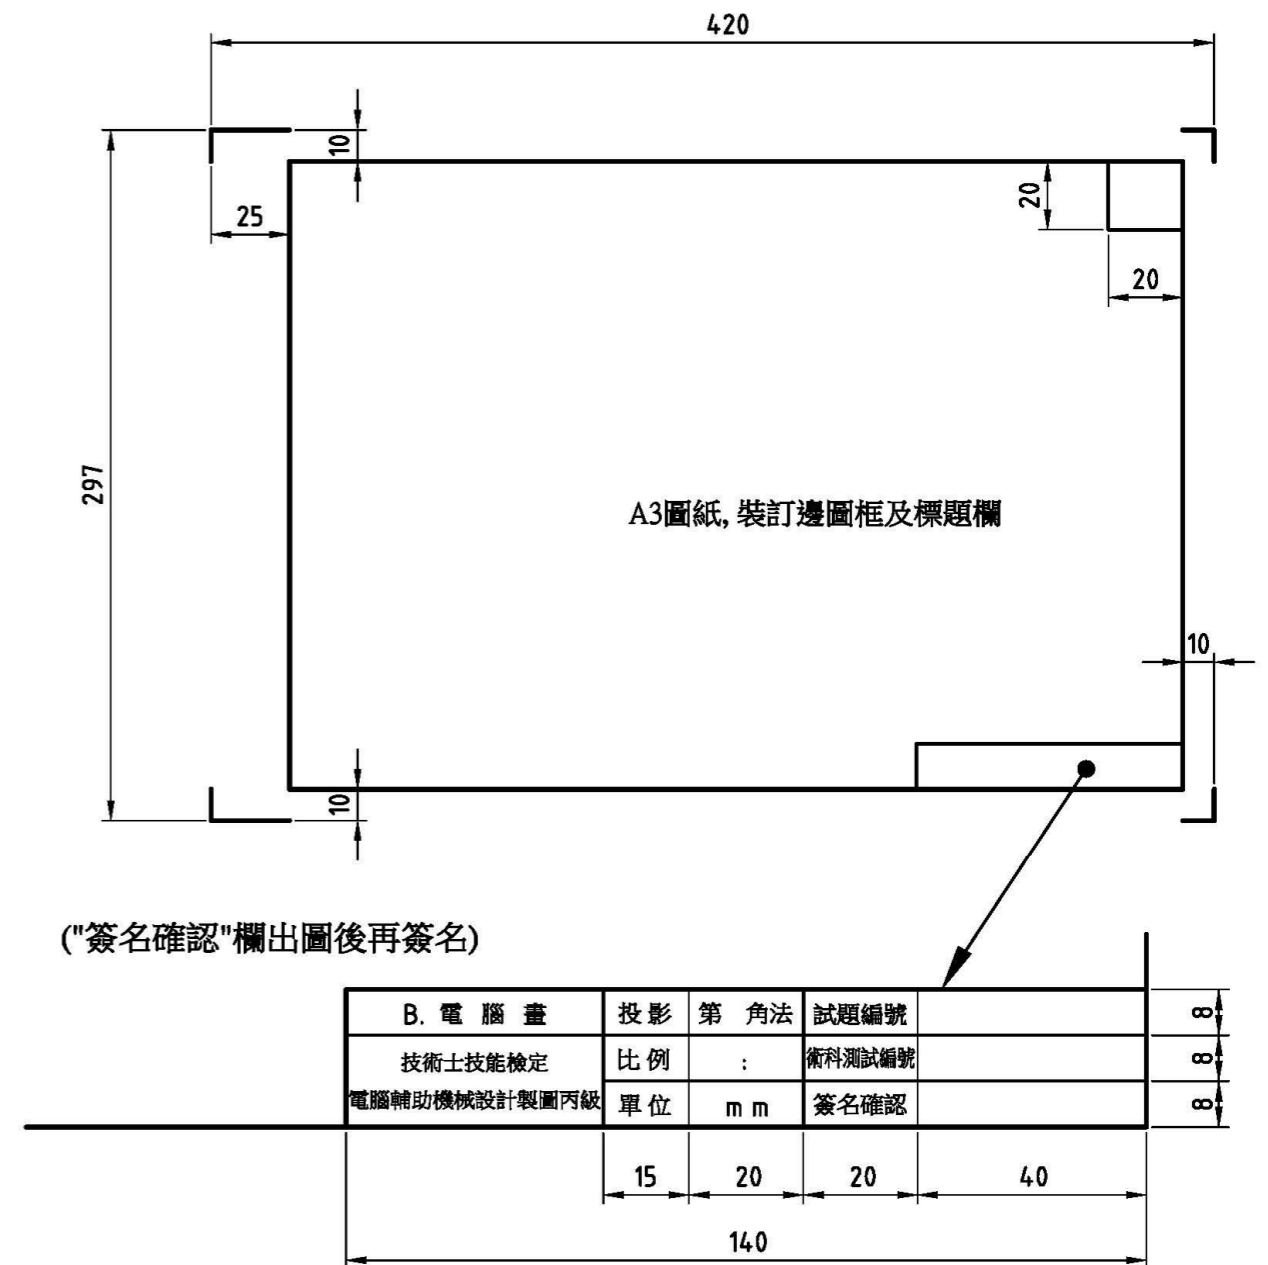 420
10
297
25
20
20
A3圖紙, 裝訂邊圖框及標題欄
10
10
("簽名確認"欄出圖後再簽名)
B. 電 腦 畫 投影 第 角法 試題編號 8
技術士技能檢定 比例 : 術科測試編號 8
電腦輔助機械設計製圖丙級 單位 mm 簽名確認 8
15 20 20 40
140